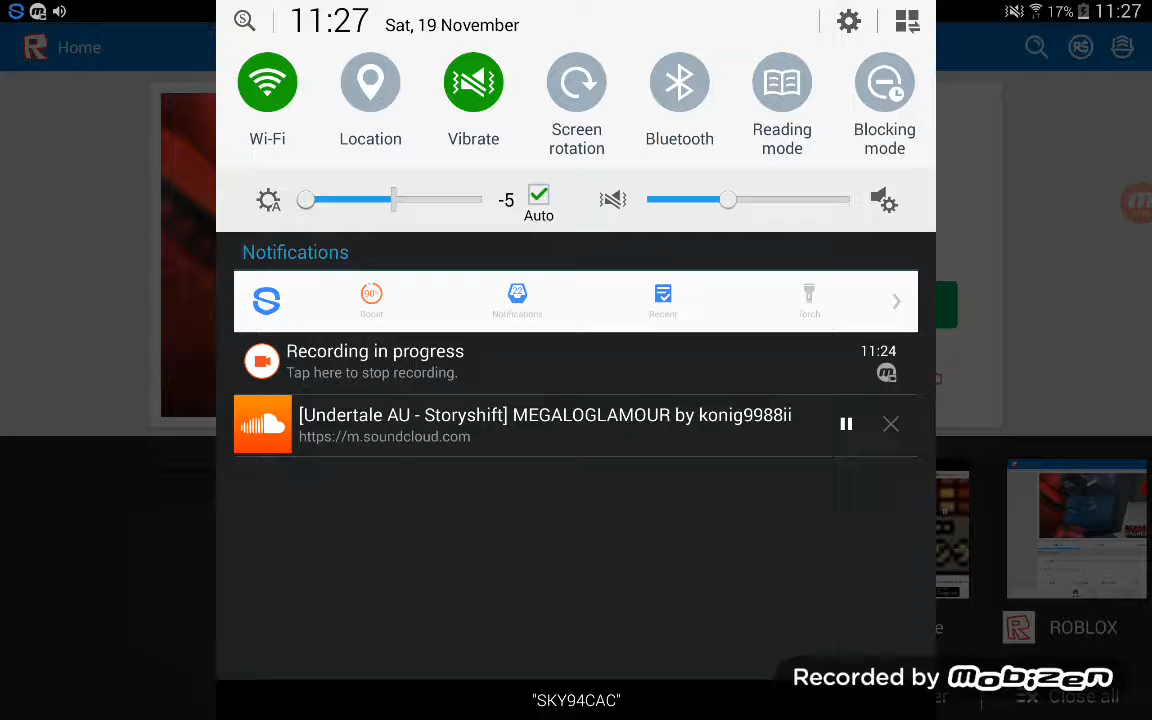 17% 11:27
Home
11:27 Sat, 19 November
Wi-Fi
Location
Vibrate
Screen
rotation
Bluetooth
Reading
mode
Blocking
mode
-5
Auto
Notifications
90%
Boost
22
Notifications
Recent
Torch
Recording in progress
11:24
Tap here to stop recording.
[Undertale AU - Storyshift] MEGALOGLAMOUR by konig9988ii
https://m.soundcloud.com
ROBLOX
Recorded by MOBIZEN
Close all
"SKY94CAC"